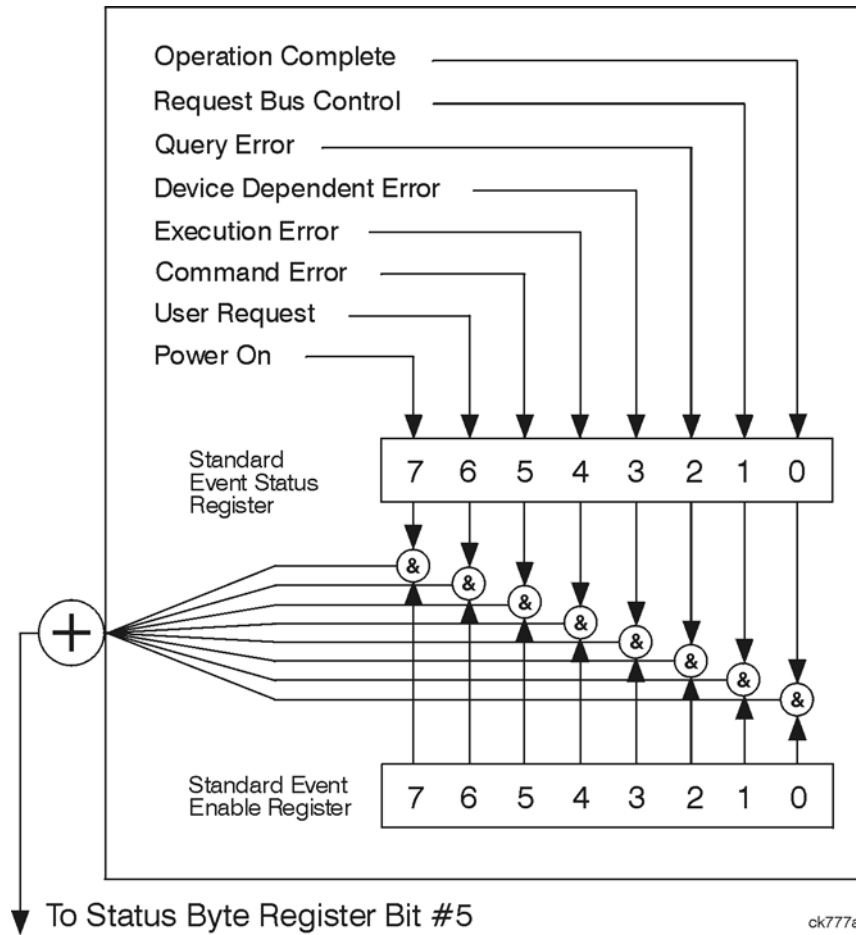 Operation Complete
Request Bus Control
Query Error
Device Dependent Error
Execution Error
Command Error
User Request
Power On
Standard
Event Status
Register
7 6 5 4 3 2 1 0
&
&
&
&
&
&
&
&
+
Standard Event
Enable Register
7 6 5 4 3 2 1 0
To Status Byte Register Bit #5
ck777a